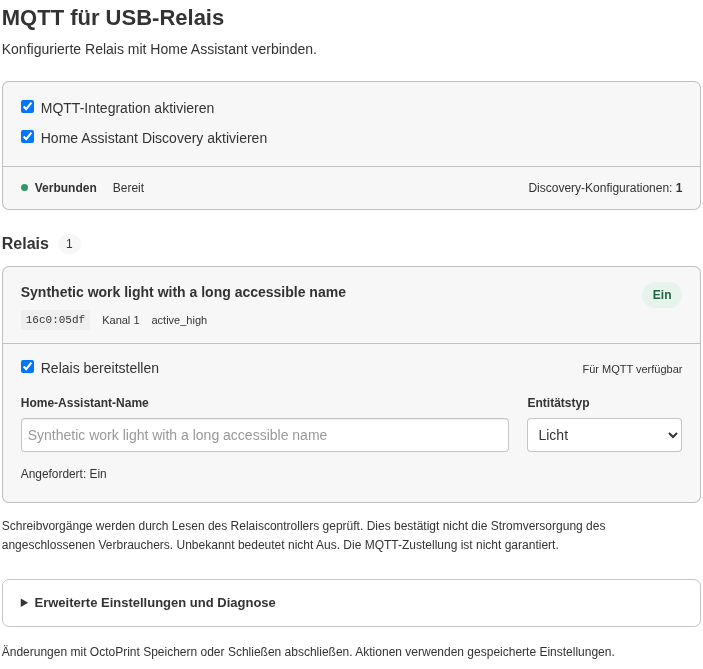 MQTT für USB-Relais
Konfigurierte Relais mit Home Assistant verbinden.
MQTT-Integration aktivieren
Home Assistant Discovery aktivieren
Verbunden Bereit Discovery-Konfigurationen: 1
Relais 1
Synthetic work light with a long accessible name Ein
16c0:05df Kanal 1 active_high
Relais bereitstellen Für MQTT verfügbar
Home-Assistant-Name Entitätstyp
Synthetic work light with a long accessible name Licht
Angefordert: Ein
Schreibvorgänge werden durch Lesen des Relaiscontrollers geprüft. Dies bestätigt nicht die Stromversorgung des
angeschlossenen Verbrauchers. Unbekannt bedeutet nicht Aus. Die MQTT-Zustellung ist nicht garantiert.
Erweiterte Einstellungen und Diagnose
Änderungen mit OctoPrint Speichern oder Schließen abschließen. Aktionen verwenden gespeicherte Einstellungen.